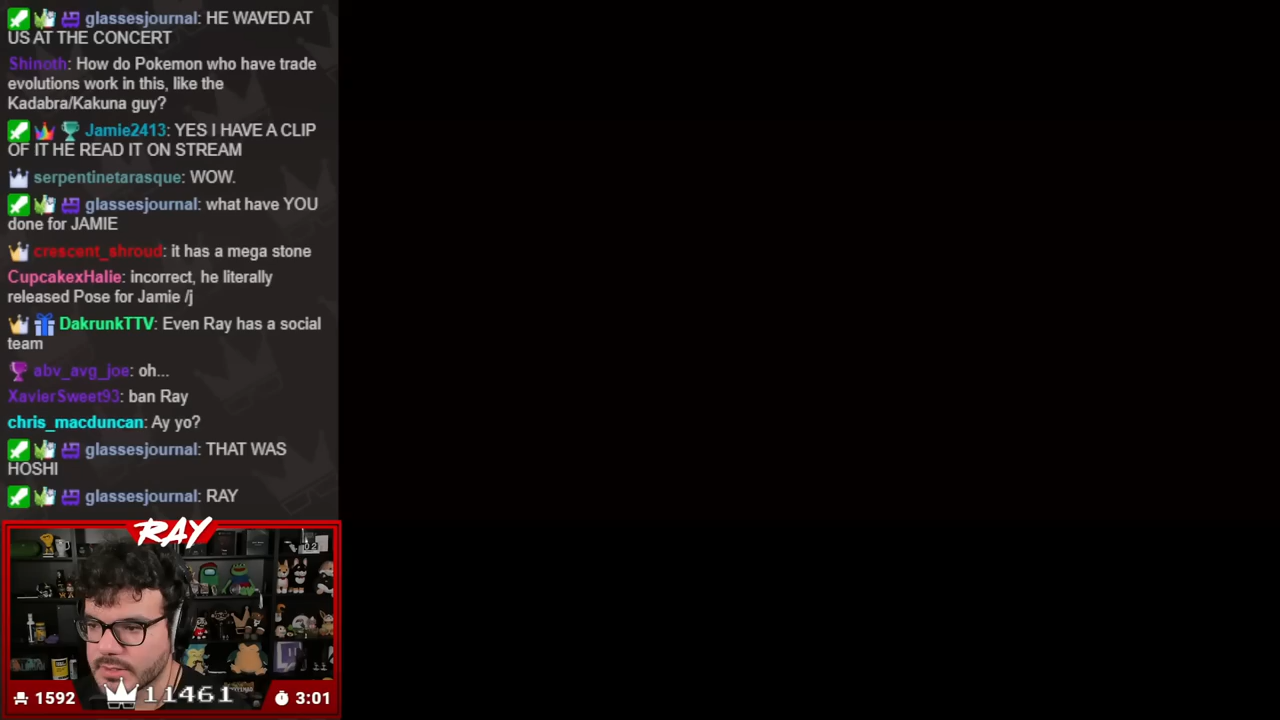 glassesjournal: HE WAVED AT
US AT THE CONCERT
Shinoth: How do Pokemon who have trade
evolutions work in this, like the
Kadabra/Kakuna guy?
Jamie2413: YES I HAVE A CLIP
OF IT HE READ IT ON STREAM
serpentinetarasque: WOW.
glassesjournal: what have YOU
done for JAMIE
crescent_shroud: it has a mega stone
CupcakexHalie: incorrect, he literally
released Pose for Jamie /j
DakrunkTTV: Even Ray has a social
team
abv_avg_joe: oh...
XavierSweet93: ban Ray
chris_macduncan: Ay yo?
glassesjournal: THAT WAS
HOSHI
glassesjournal: RAY
RAY
1592
11461
3:01